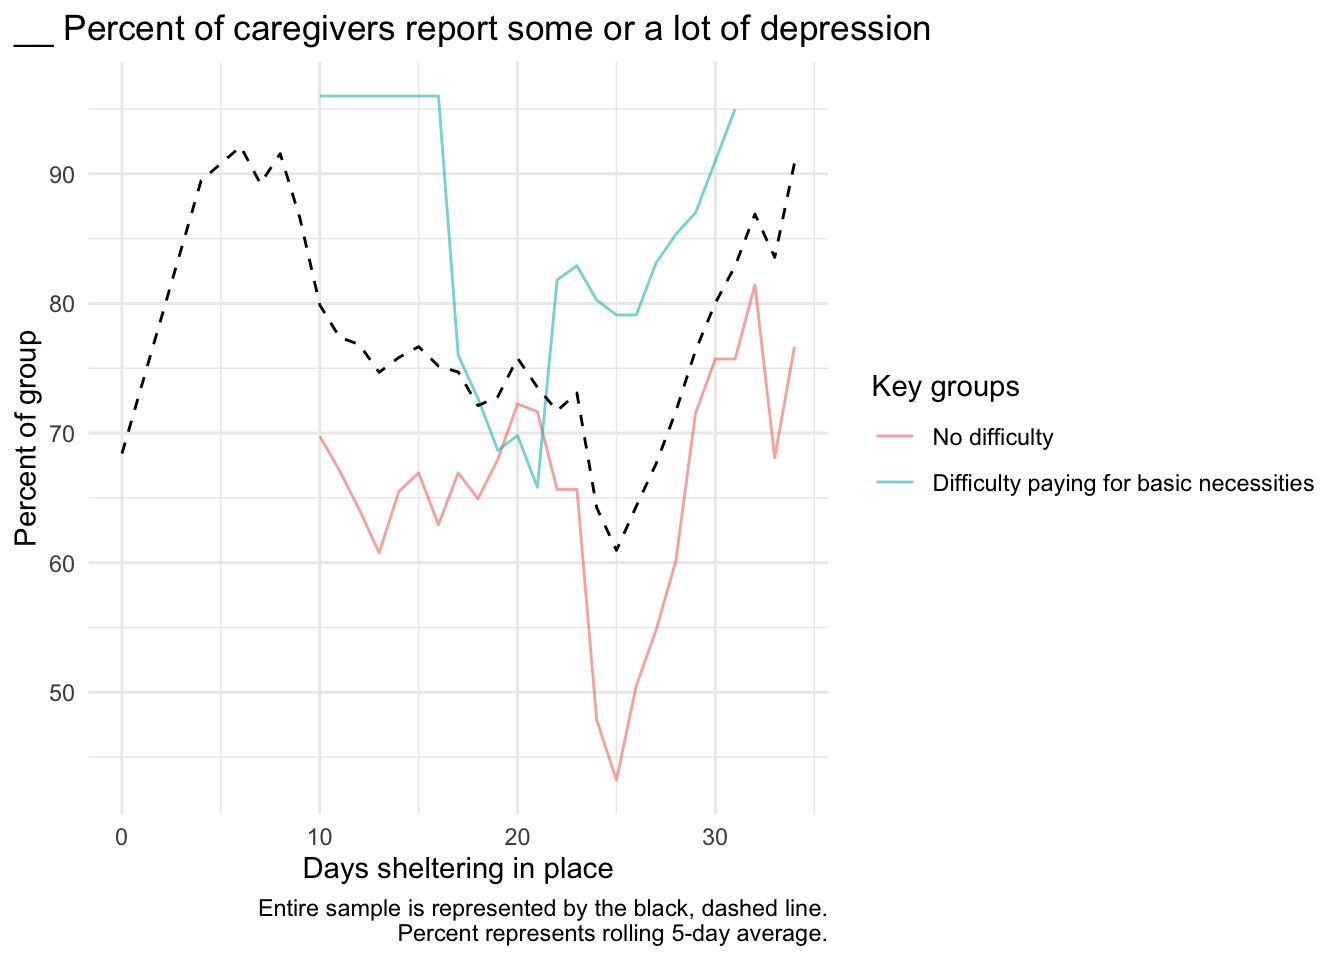 __ Percent of caregivers report some or a lot of depression
90
80
70
60
50
Percent of group
0 10 20 30
Days sheltering in place
Key groups
No difficulty
Difficulty paying for basic necessities
Entire sample is represented by the black, dashed line.
Percent represents rolling 5-day average.